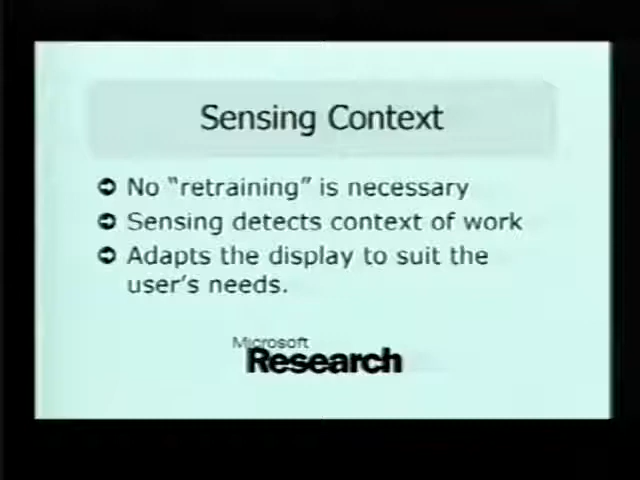 Sensing Context
No “retraining” is necessary
Sensing detects context of work
Adapts the display to suit the
user’s needs.
Microsoft
Research